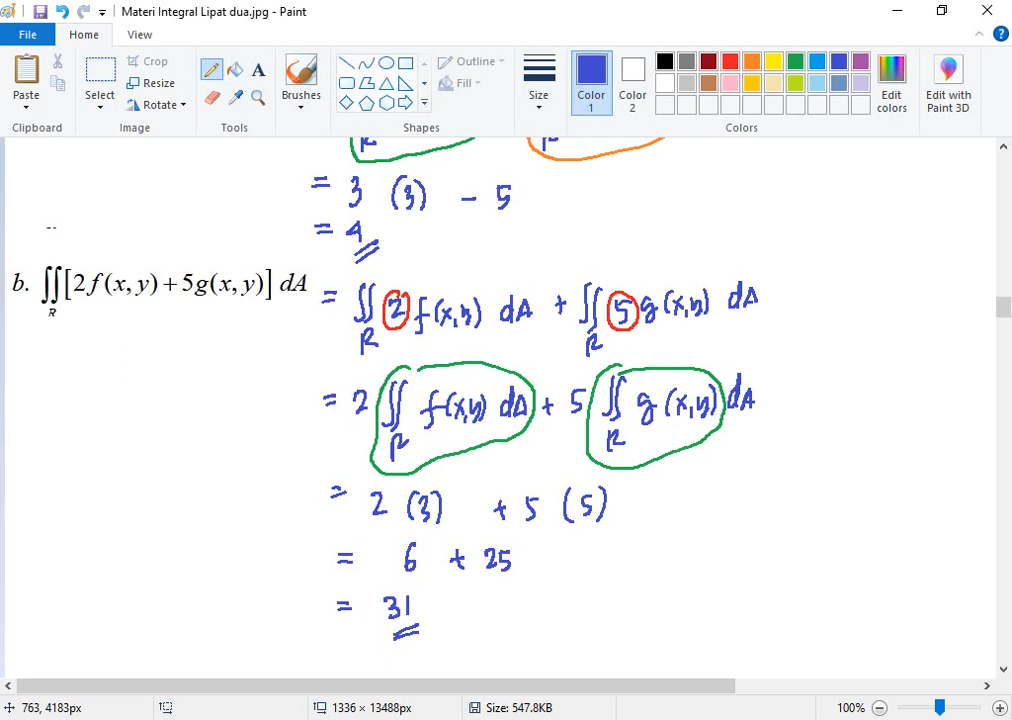 Materi Integral Lipat dua.jpg - Paint
File Home View
Paste
Select
Crop
Resize
Rotate
Brushes
Outline
Fill
Size
Color 1
Color 2
Edit colors
Edit with Paint 3D
Clipboard Image Tools Shapes Colors
R
= 3 (3) - 5
= 4
b. ∬_R [2f(x, y) + 5g(x, y)] dA = ∬_R 2 f(x,y) dA + ∬_R 5 g(x,y) dA
= 2 ∬_R f(x,y) dA + 5 ∬_R g(x,y) dA
= 2 (3) + 5 (5)
= 6 + 25
= 31
763, 4183px 1336 × 13488px Size: 547.8KB 100%